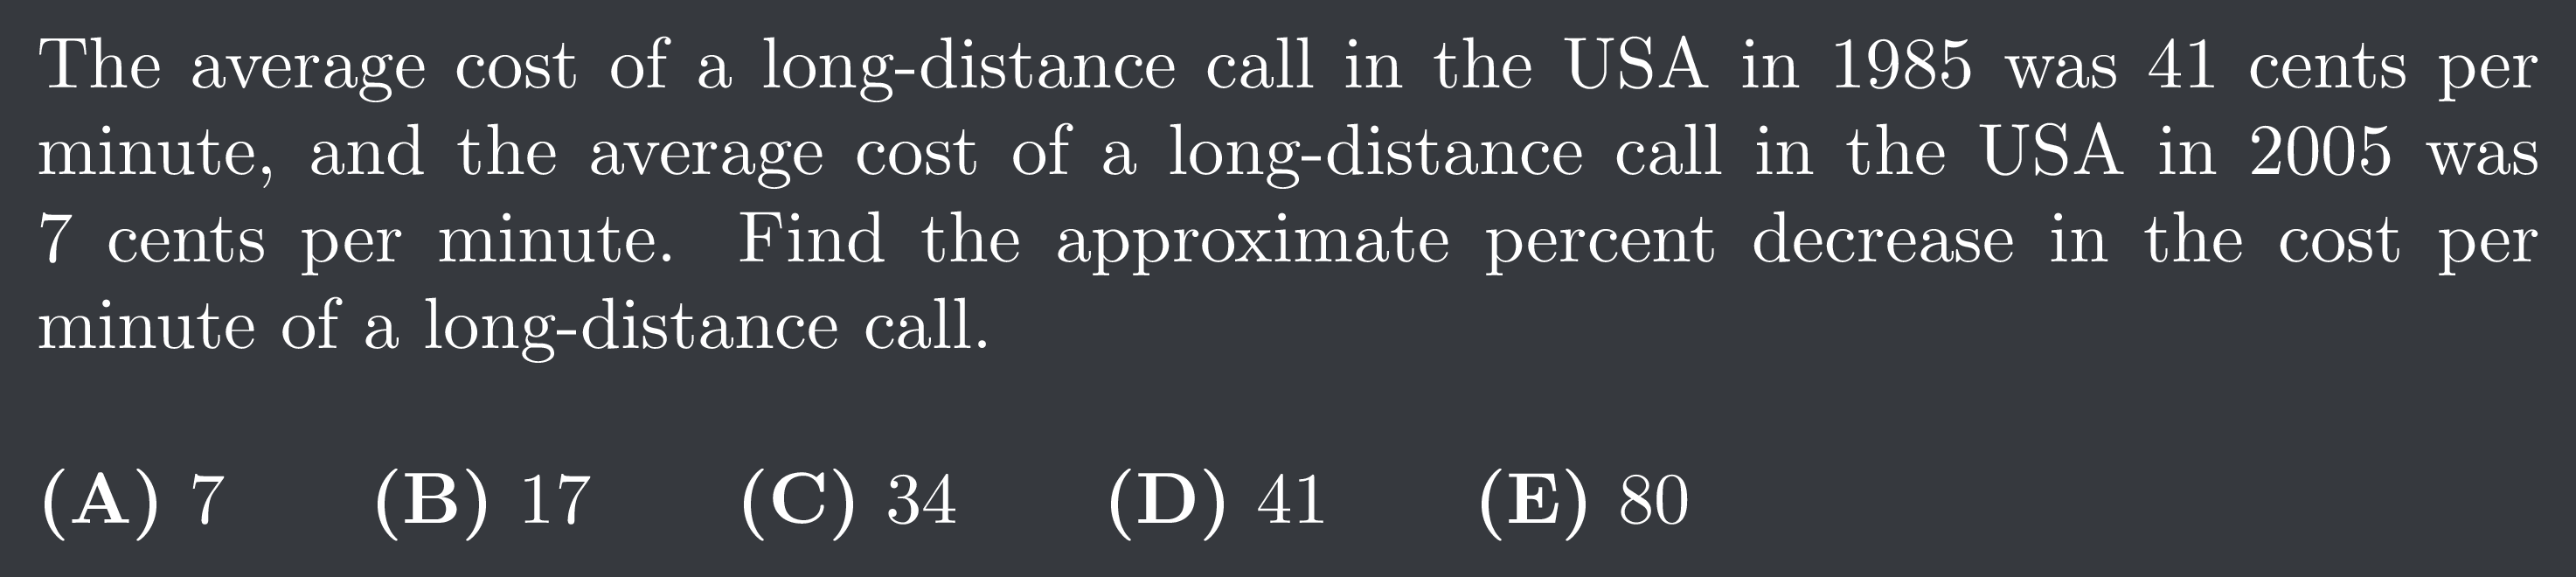 The average cost of a long-distance call in the USA in 1985 was 41 cents per
minute, and the average cost of a long-distance call in the USA in 2005 was
7 cents per minute. Find the approximate percent decrease in the cost per
minute of a long-distance call.
(A) 7 (B) 17 (C) 34 (D) 41 (E) 80